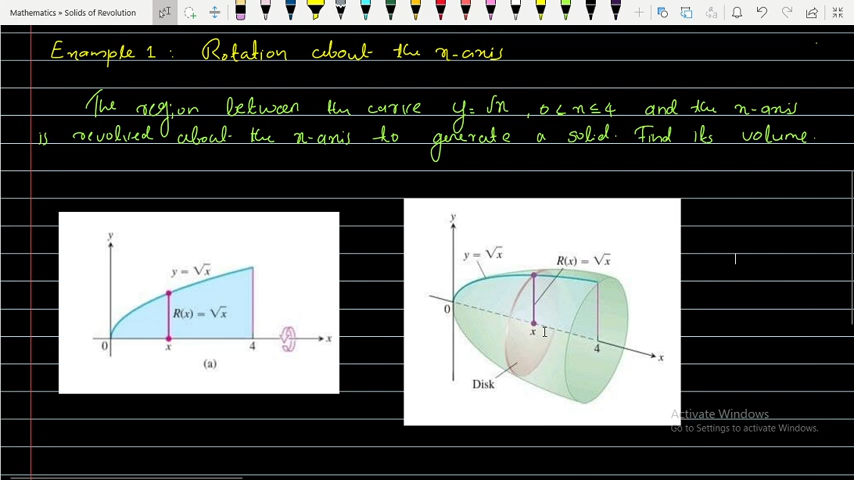 Mathematics » Solids of Revolution
Example 1 : Rotation about the x-axis
The region between the curve y = √x , 0 ≤ x ≤ 4 and the x-axis
is revolved about the x-axis to generate a solid. Find its volume.
y
y = √x
R(x) = √x
0
x
4
x
(a)
y
y = √x
R(x) = √x
0
x
4
x
Disk
Activate Windows
Go to Settings to activate Windows.